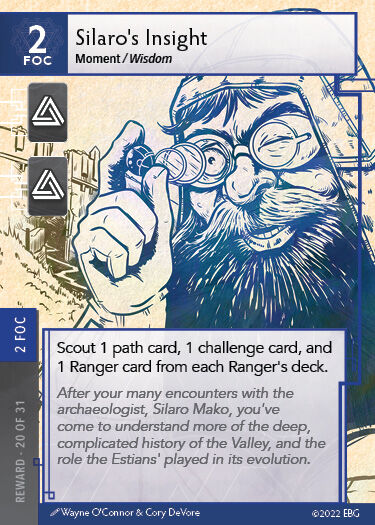 2
FOC
Silaro's Insight
Moment / Wisdom
2 FOC
REWARD - 20 OF 31
Scout 1 path card, 1 challenge card, and
1 Ranger card from each Ranger's deck.
After your many encounters with the
archaeologist, Silaro Mako, you've
come to understand more of the deep,
complicated history of the Valley, and the
role the Estians' played in its evolution.
Wayne O'Connor & Cory DeVore
©2022 EBG